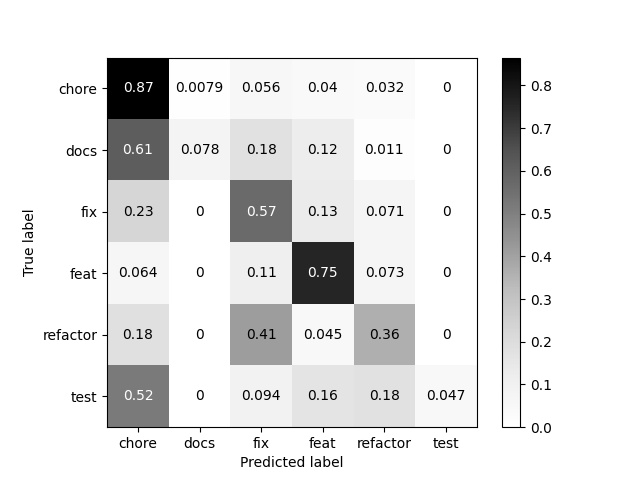 chore 0.87 0.0079 0.056 0.04 0.032 0
docs 0.61 0.078 0.18 0.12 0.011 0
fix 0.23 0 0.57 0.13 0.071 0
feat 0.064 0 0.11 0.75 0.073 0
refactor 0.18 0 0.41 0.045 0.36 0
test 0.52 0 0.094 0.16 0.18 0.047
chore docs fix feat refactor test
Predicted label
True label
0.8
0.7
0.6
0.5
0.4
0.3
0.2
0.1
0.0